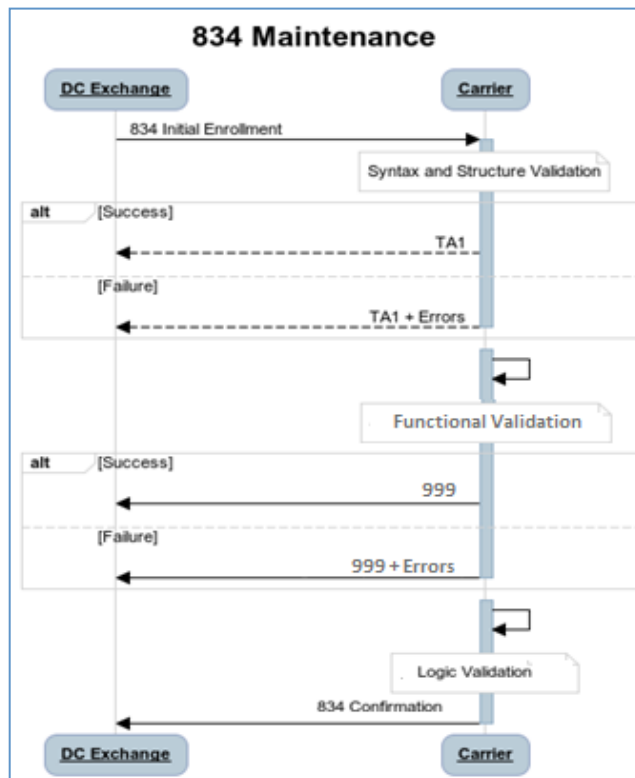 834 Maintenance
DC Exchange
Carrier
834 Initial Enrollment
Syntax and Structure Validation
alt
[Success]
TA1
[Failure]
TA1 + Errors
Functional Validation
alt
[Success]
999
[Failure]
999 + Errors
Logic Validation
834 Confirmation
DC Exchange
Carrier